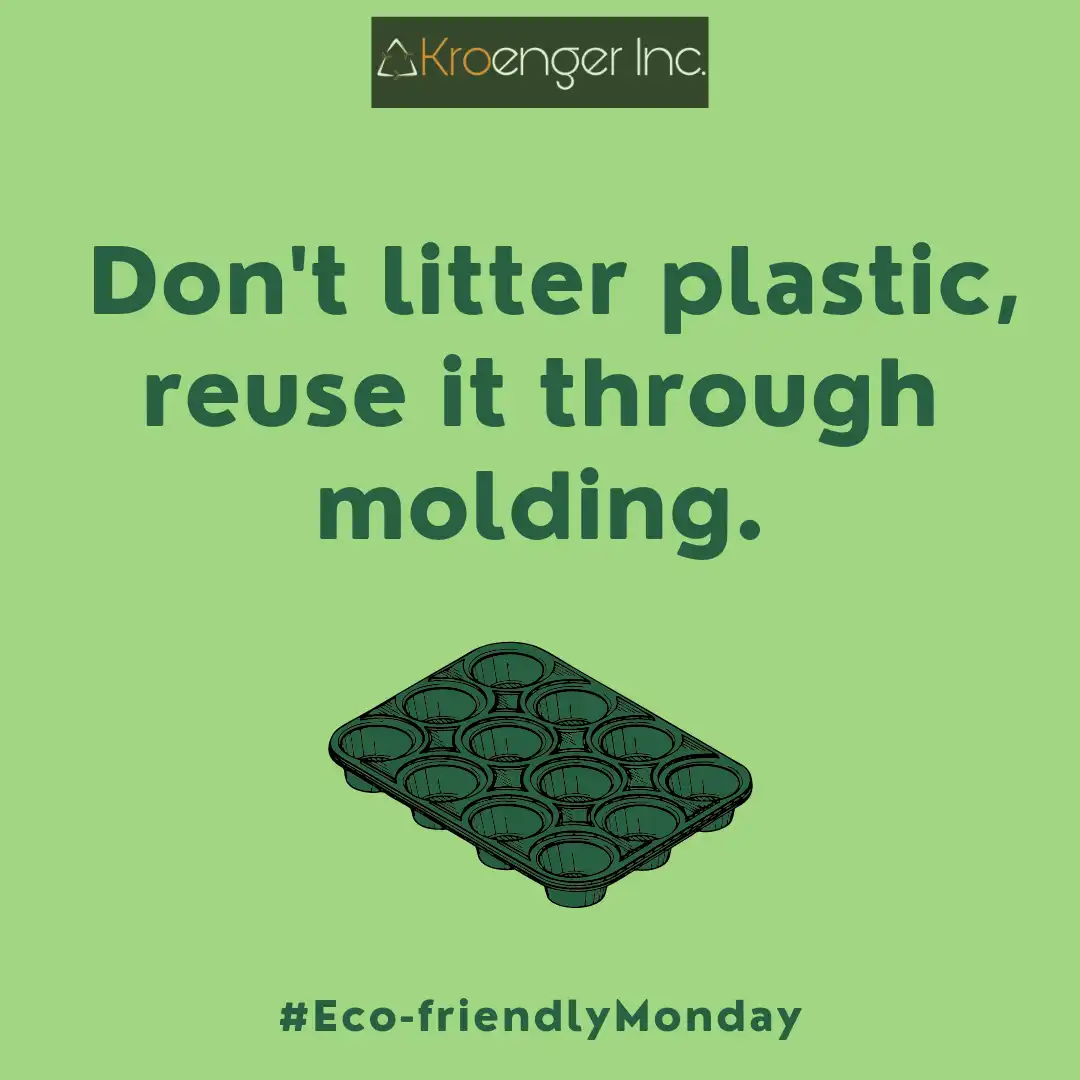 Kroenger Inc.
Don't litter plastic,
reuse it through
molding.
#Eco-friendlyMonday